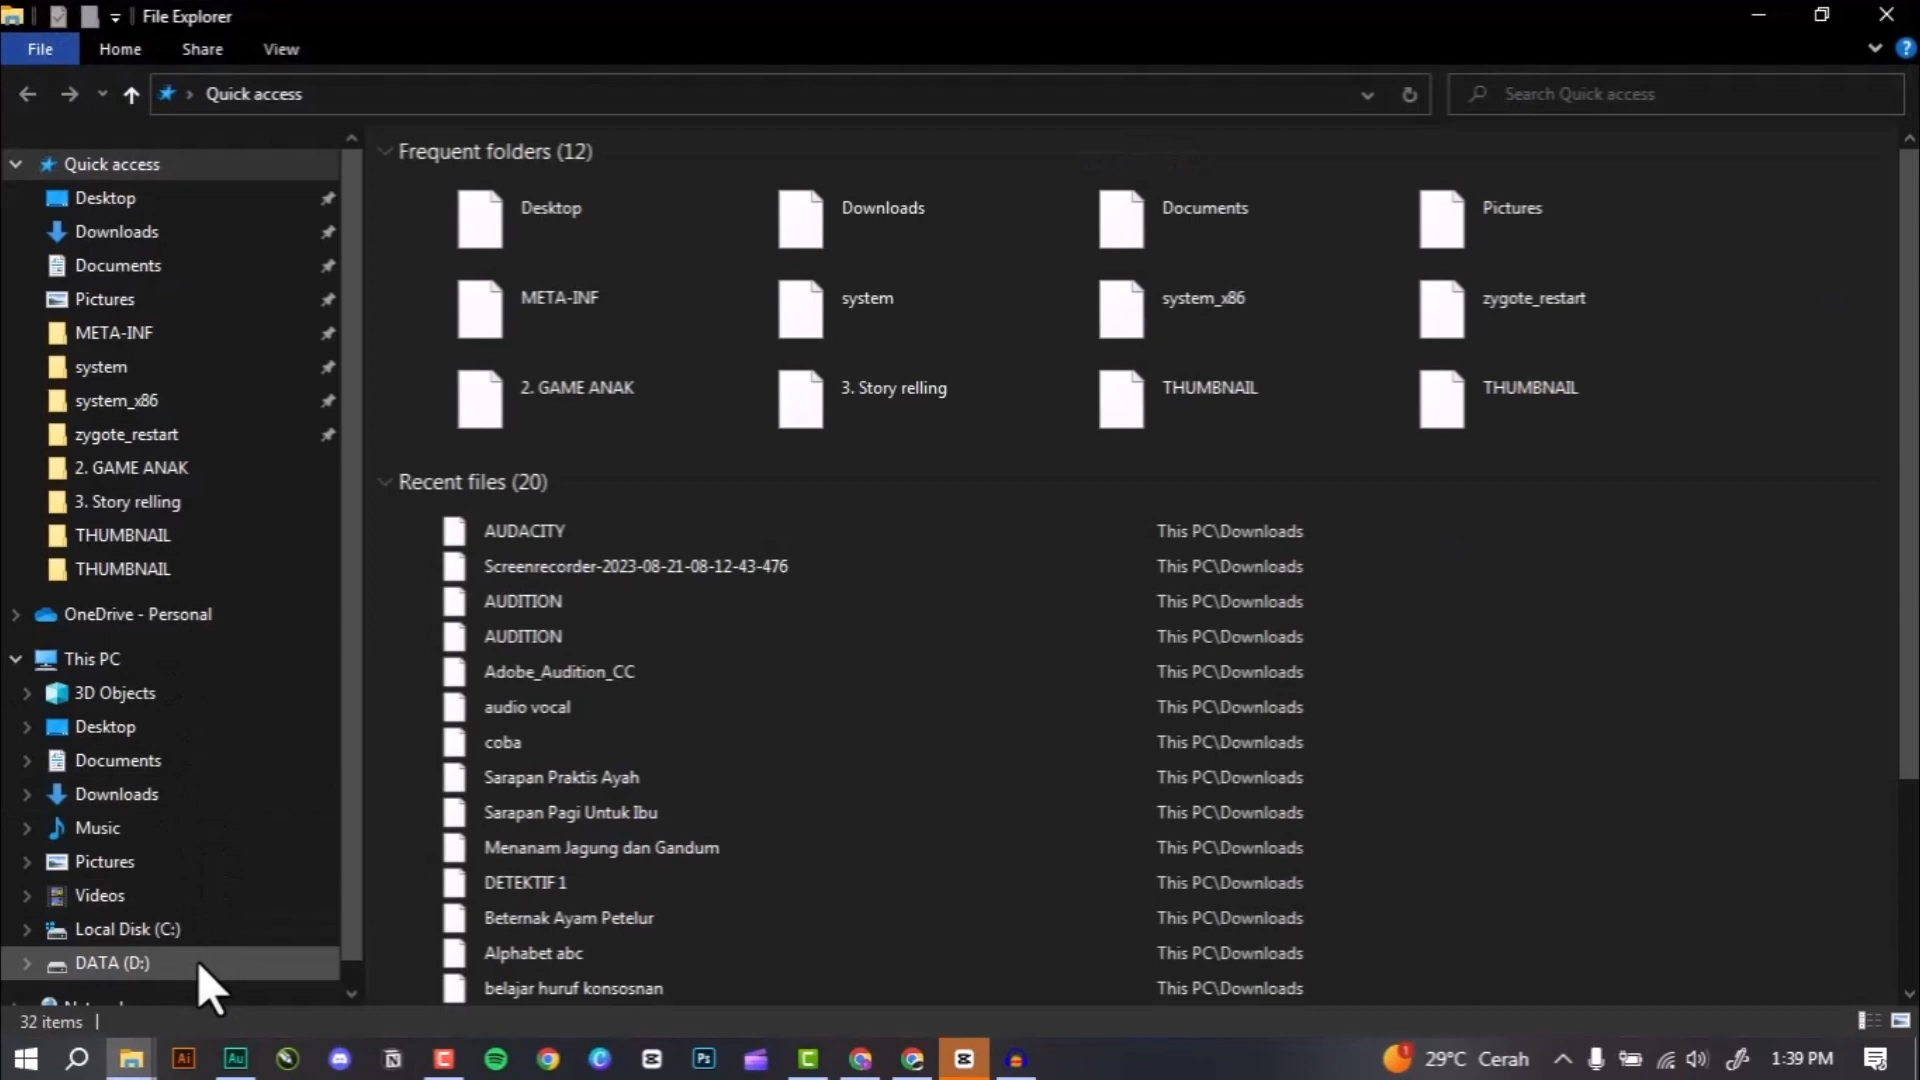 File Explorer
File Home Share View
Quick access
Search Quick access
Quick access
Desktop
Downloads
Documents
Pictures
META-INF
system
system_x86
zygote_restart
2. GAME ANAK
3. Story relling
THUMBNAIL
THUMBNAIL
OneDrive - Personal
This PC
3D Objects
Desktop
Documents
Downloads
Music
Pictures
Videos
Local Disk (C:)
DATA (D:)
Frequent folders (12)
Desktop Downloads Documents Pictures
META-INF system system_x86 zygote_restart
2. GAME ANAK 3. Story relling THUMBNAIL THUMBNAIL
Recent files (20)
AUDACITY This PC\Downloads
Screenrecorder-2023-08-21-08-12-43-476 This PC\Downloads
AUDITION This PC\Downloads
AUDITION This PC\Downloads
Adobe_Audition_CC This PC\Downloads
audio vocal This PC\Downloads
coba This PC\Downloads
Sarapan Praktis Ayah This PC\Downloads
Sarapan Pagi Untuk Ibu This PC\Downloads
Menanam Jagung dan Gandum This PC\Downloads
DETEKTIF 1 This PC\Downloads
Beternak Ayam Petelur This PC\Downloads
Alphabet abc This PC\Downloads
belajar huruf konsosnan This PC\Downloads
32 items
Ai Au Ps 1 29°C Cerah 1:39 PM